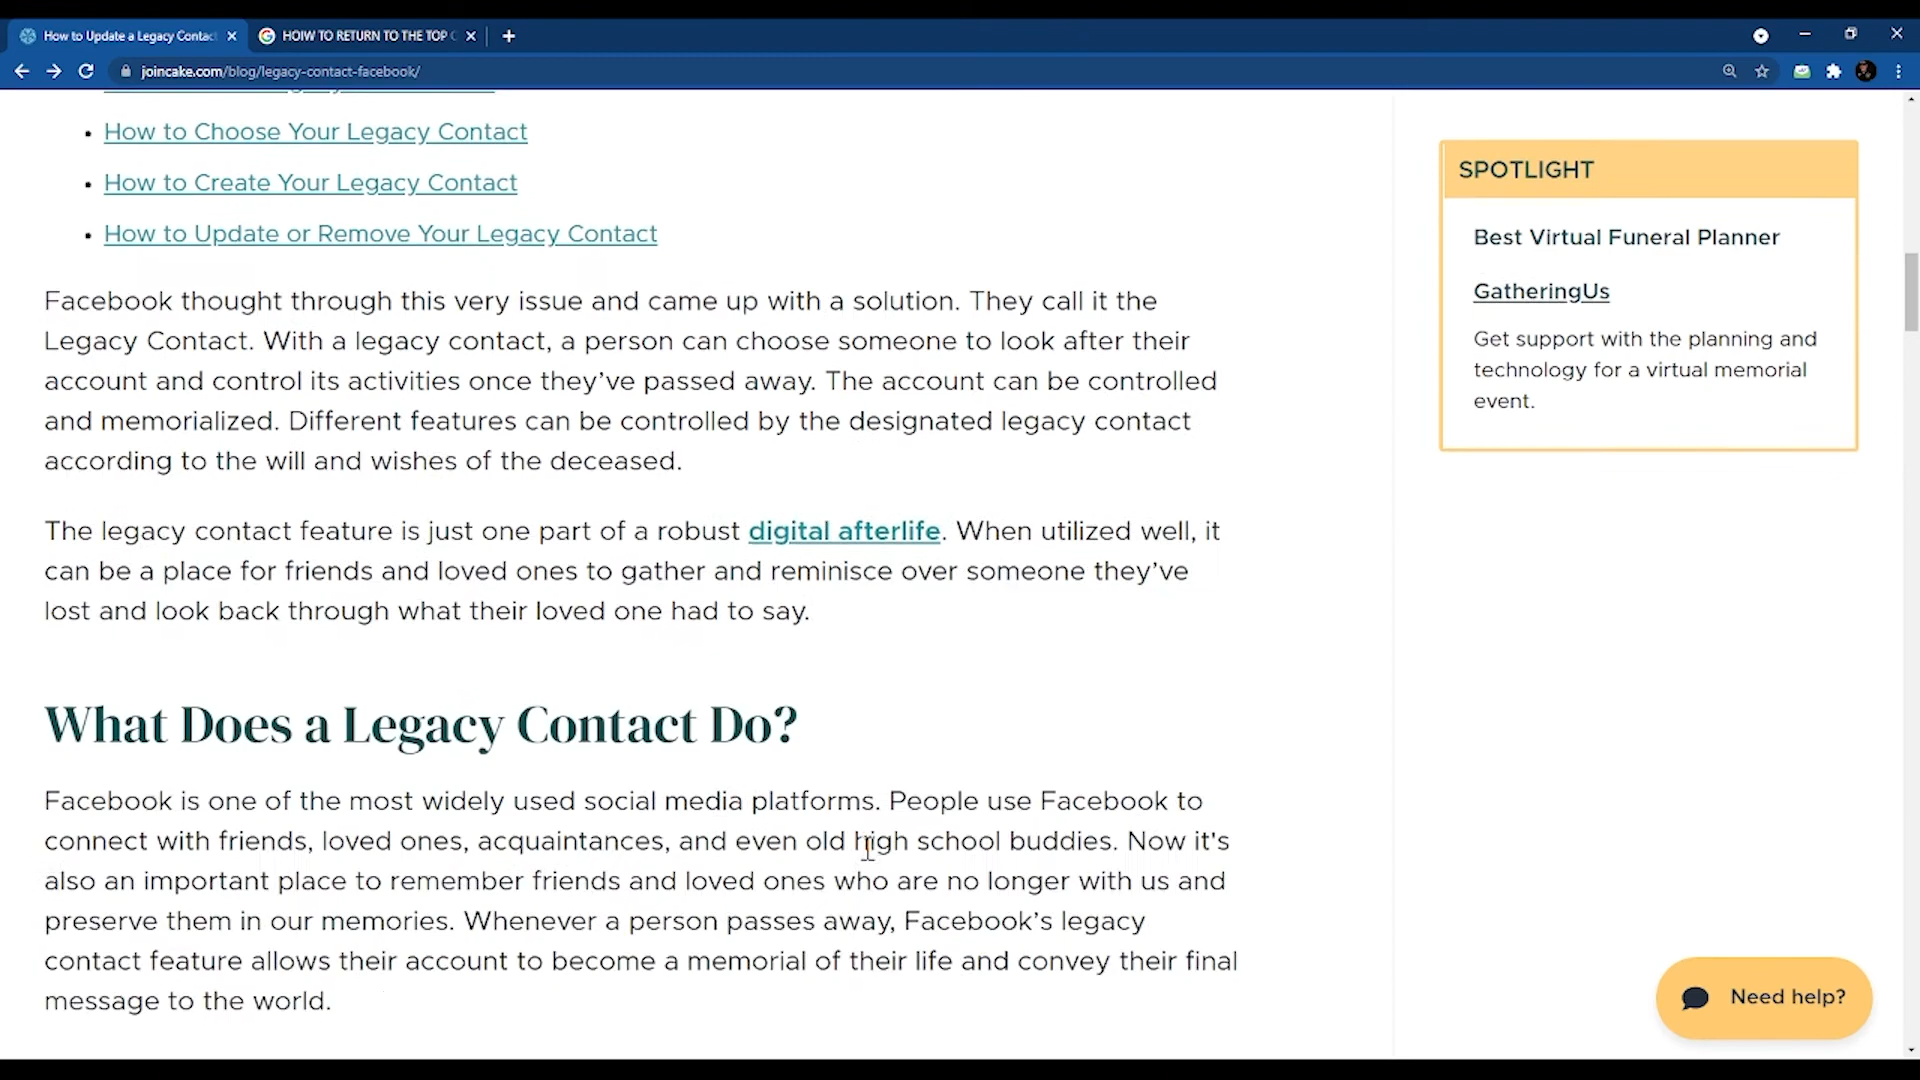 How to Update a Legacy Contac
HOIW TO RETURN TO THE TOP
joincake.com/blog/legacy-contact-facebook/
• How to Choose Your Legacy Contact
• How to Create Your Legacy Contact
• How to Update or Remove Your Legacy Contact
Facebook thought through this very issue and came up with a solution. They call it the
Legacy Contact. With a legacy contact, a person can choose someone to look after their
account and control its activities once they’ve passed away. The account can be controlled
and memorialized. Different features can be controlled by the designated legacy contact
according to the will and wishes of the deceased.
The legacy contact feature is just one part of a robust digital afterlife. When utilized well, it
can be a place for friends and loved ones to gather and reminisce over someone they’ve
lost and look back through what their loved one had to say.
What Does a Legacy Contact Do?
Facebook is one of the most widely used social media platforms. People use Facebook to
connect with friends, loved ones, acquaintances, and even old high school buddies. Now it's
also an important place to remember friends and loved ones who are no longer with us and
preserve them in our memories. Whenever a person passes away, Facebook’s legacy
contact feature allows their account to become a memorial of their life and convey their final
message to the world.
SPOTLIGHT
Best Virtual Funeral Planner
GatheringUs
Get support with the planning and
technology for a virtual memorial
event.
Need help?